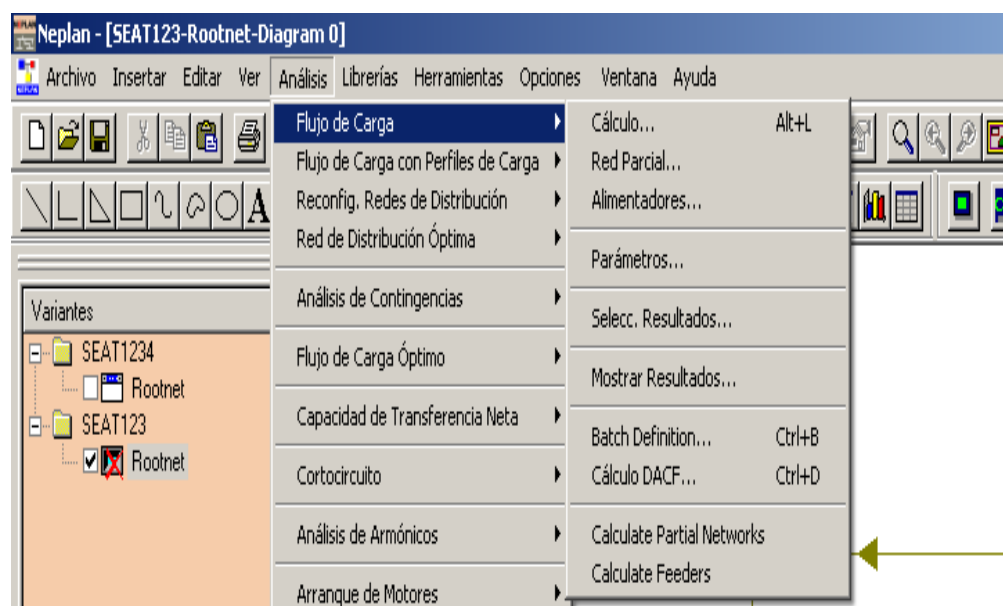 Neplan - [SEAT123-Rootnet-Diagram 0]
Archivo Insertar Editar Ver Análisis Librerías Herramientas Opciones Ventana Ayuda
A
Variantes
SEAT1234
Rootnet
SEAT123
Rootnet
Flujo de Carga
Flujo de Carga con Perfiles de Carga
Reconfig. Redes de Distribución
Red de Distribución Óptima
Análisis de Contingencias
Flujo de Carga Óptimo
Capacidad de Transferencia Neta
Cortocircuito
Análisis de Armónicos
Arranque de Motores
Cálculo... Alt+L
Red Parcial...
Alimentadores...
Parámetros...
Selecc. Resultados...
Mostrar Resultados...
Batch Definition... Ctrl+B
Cálculo DACF... Ctrl+D
Calculate Partial Networks
Calculate Feeders